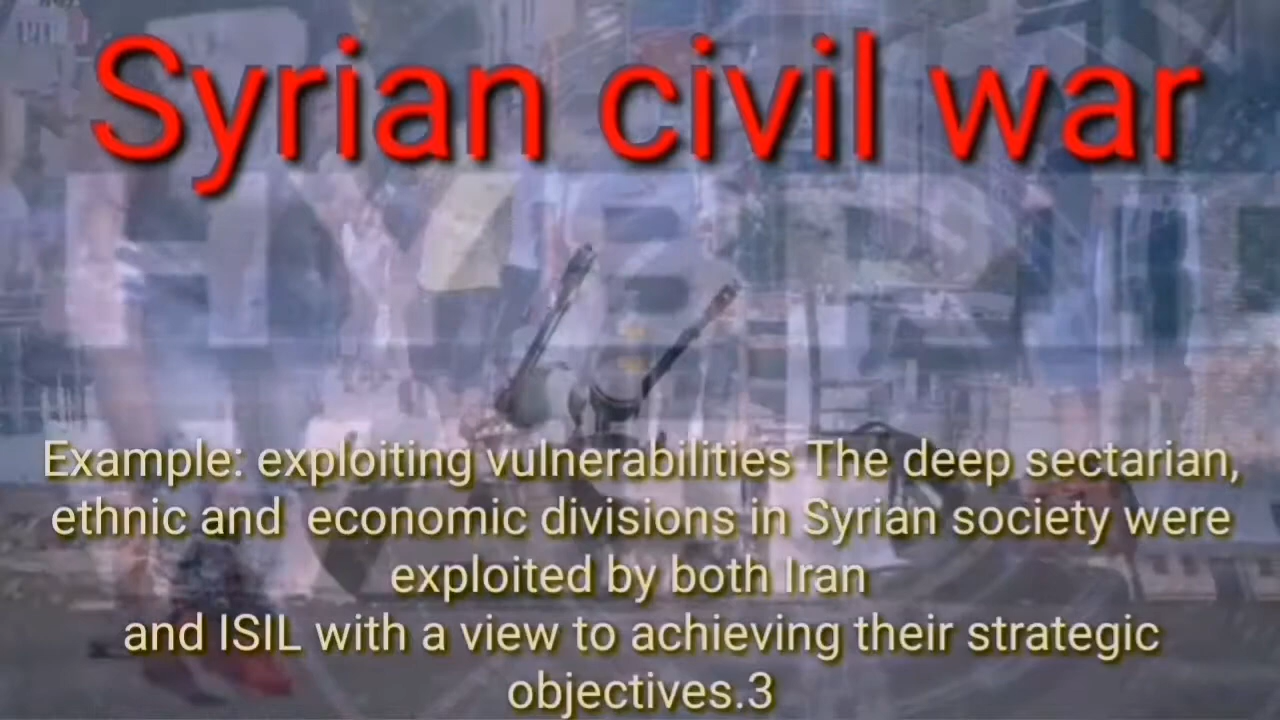 Syrian civil war
HYBRI
Example: exploiting vulnerabilities The deep sectarian,
ethnic and  economic divisions in Syrian society were
exploited by both Iran
and ISIL with a view to achieving their strategic
objectives.3